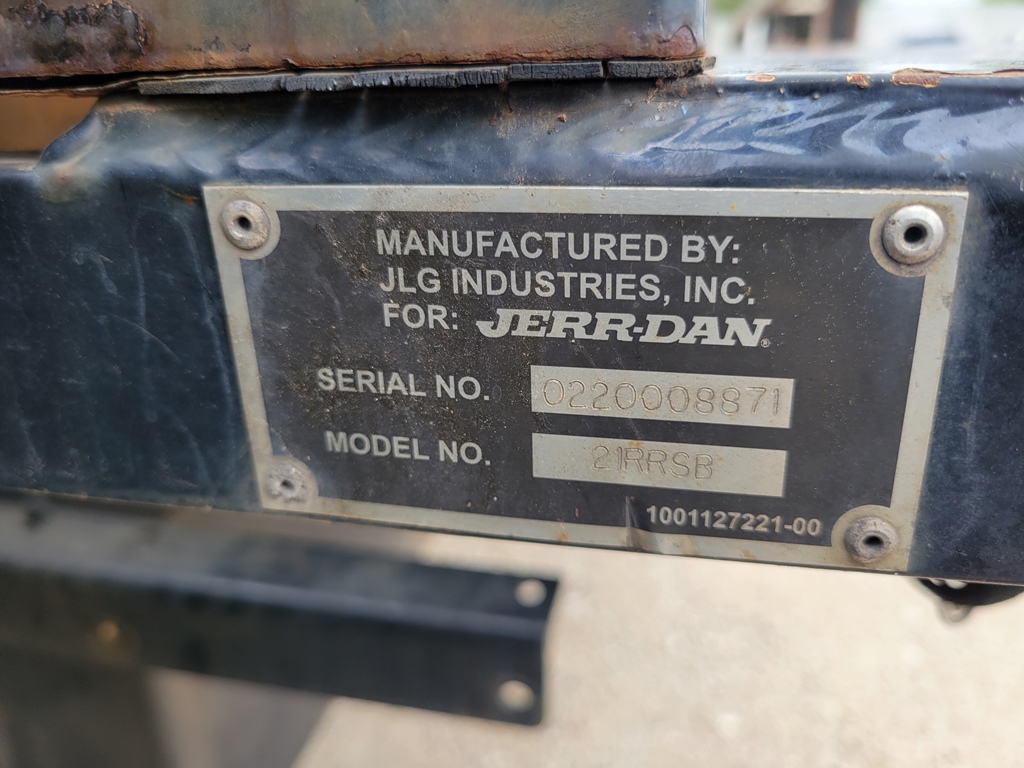 MANUFACTURED BY:
JLG INDUSTRIES, INC.
FOR: JERR-DAN®
SERIAL NO. 0220008871
MODEL NO. 21RRSB
1001127221-00